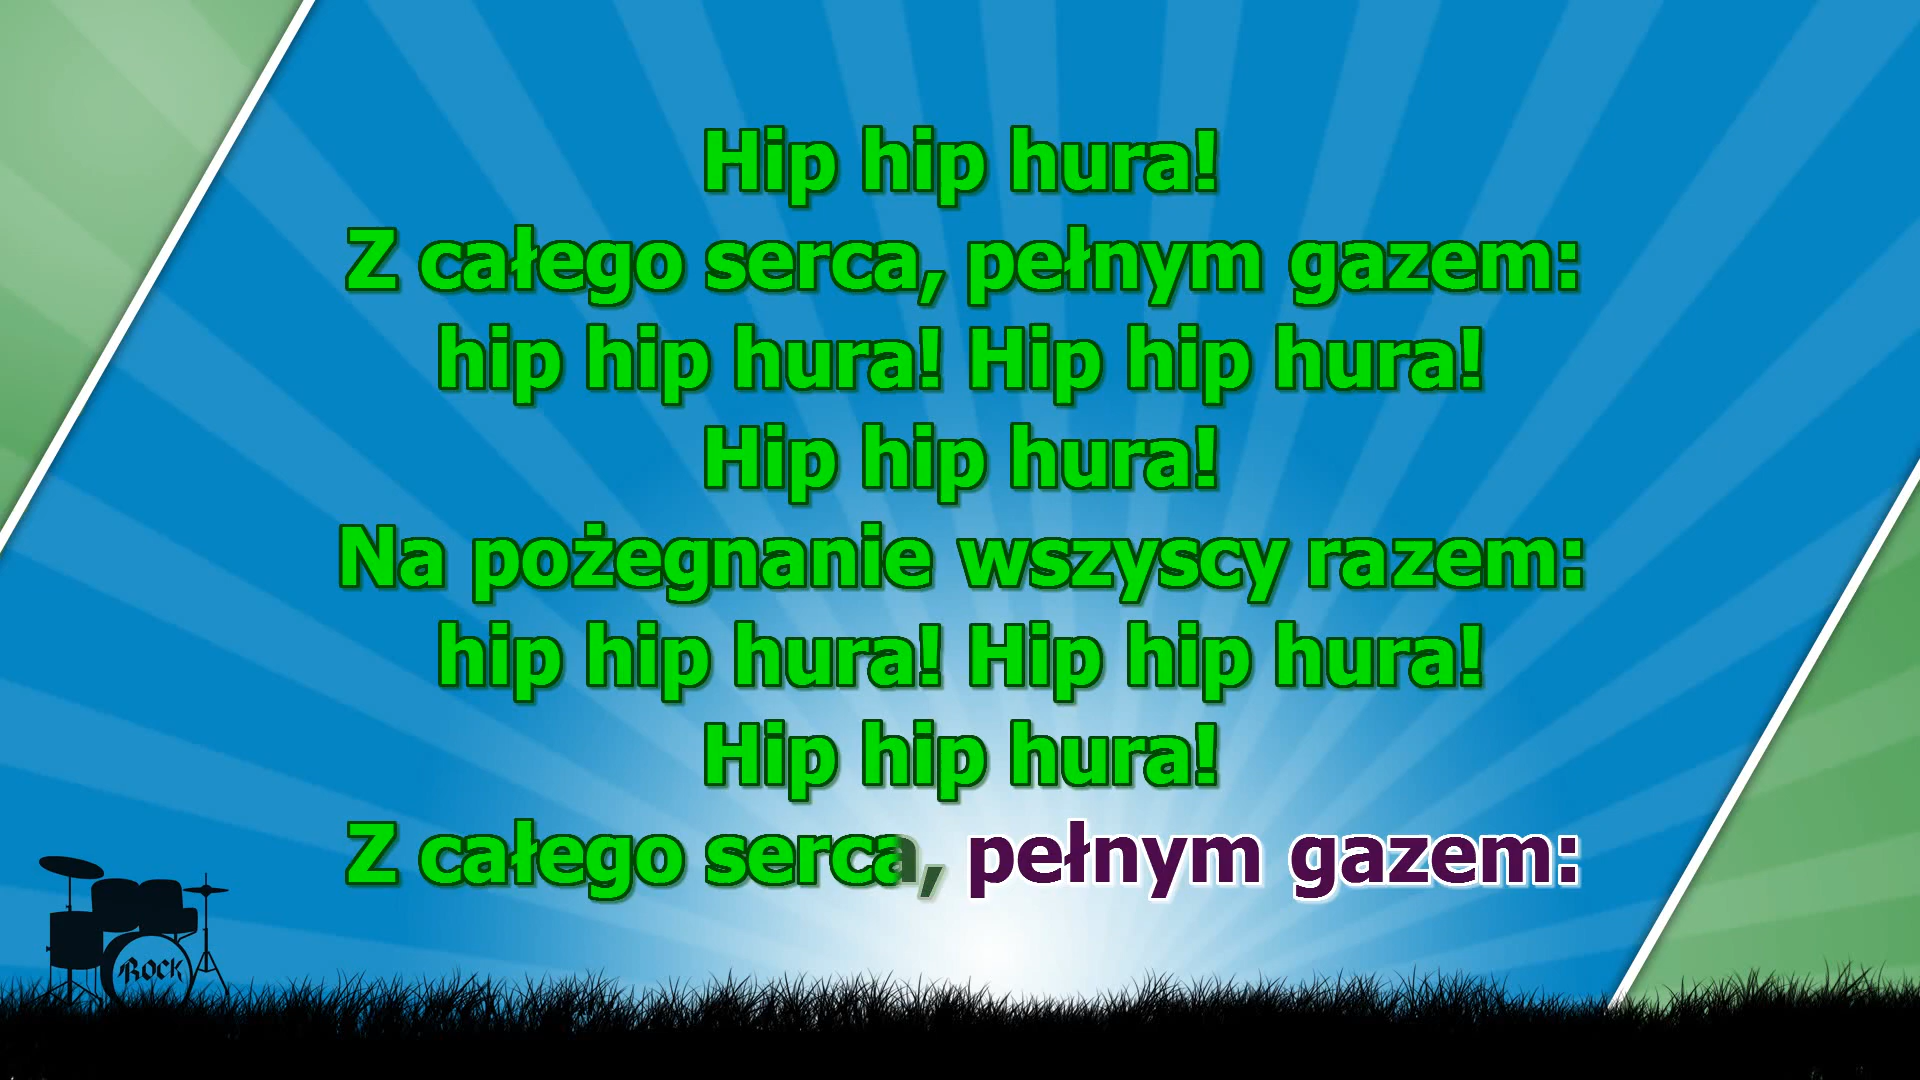 Hip hip hura!
Z całego serca, pełnym gazem:
hip hip hura! Hip hip hura!
Hip hip hura!
Na pożegnanie wszyscy razem:
hip hip hura! Hip hip hura!
Hip hip hura!
Z całego serca, pełnym gazem:
ROCK